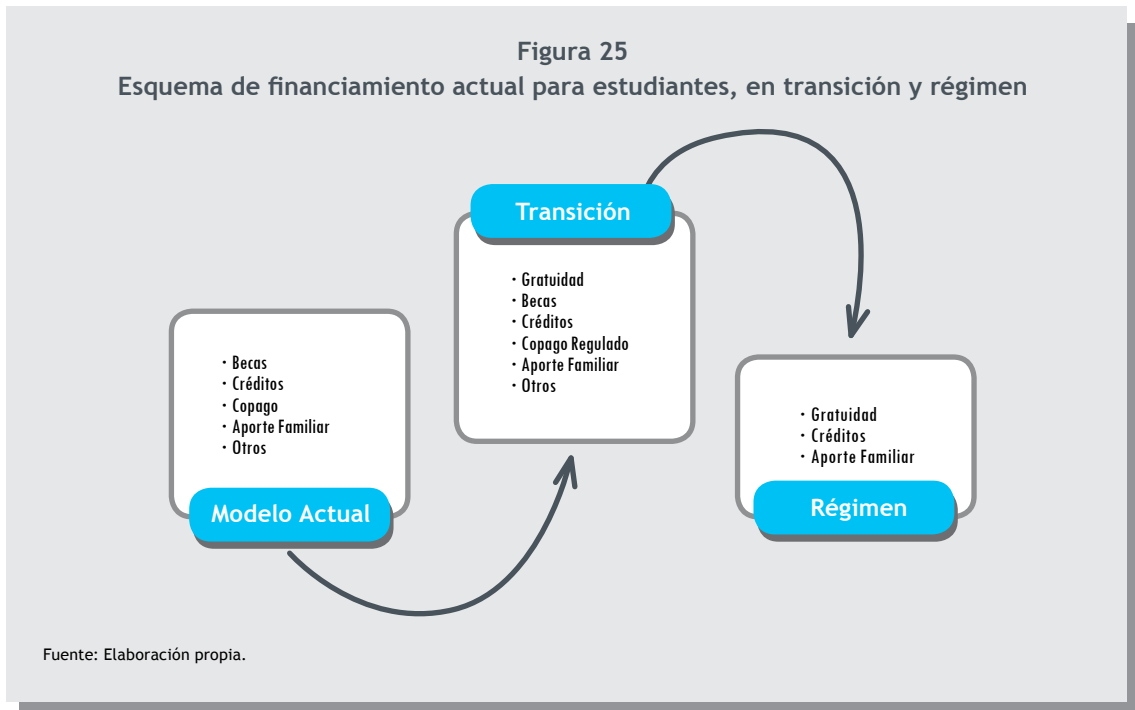 Figura 25
Esquema de financiamiento actual para estudiantes, en transición y régimen
· Becas
· Créditos
· Copago
· Aporte Familiar
· Otros
Modelo Actual
Transición
· Gratuidad
· Becas
· Créditos
· Copago Regulado
· Aporte Familiar
· Otros
· Gratuidad
· Créditos
· Aporte Familiar
Régimen
Fuente: Elaboración propia.